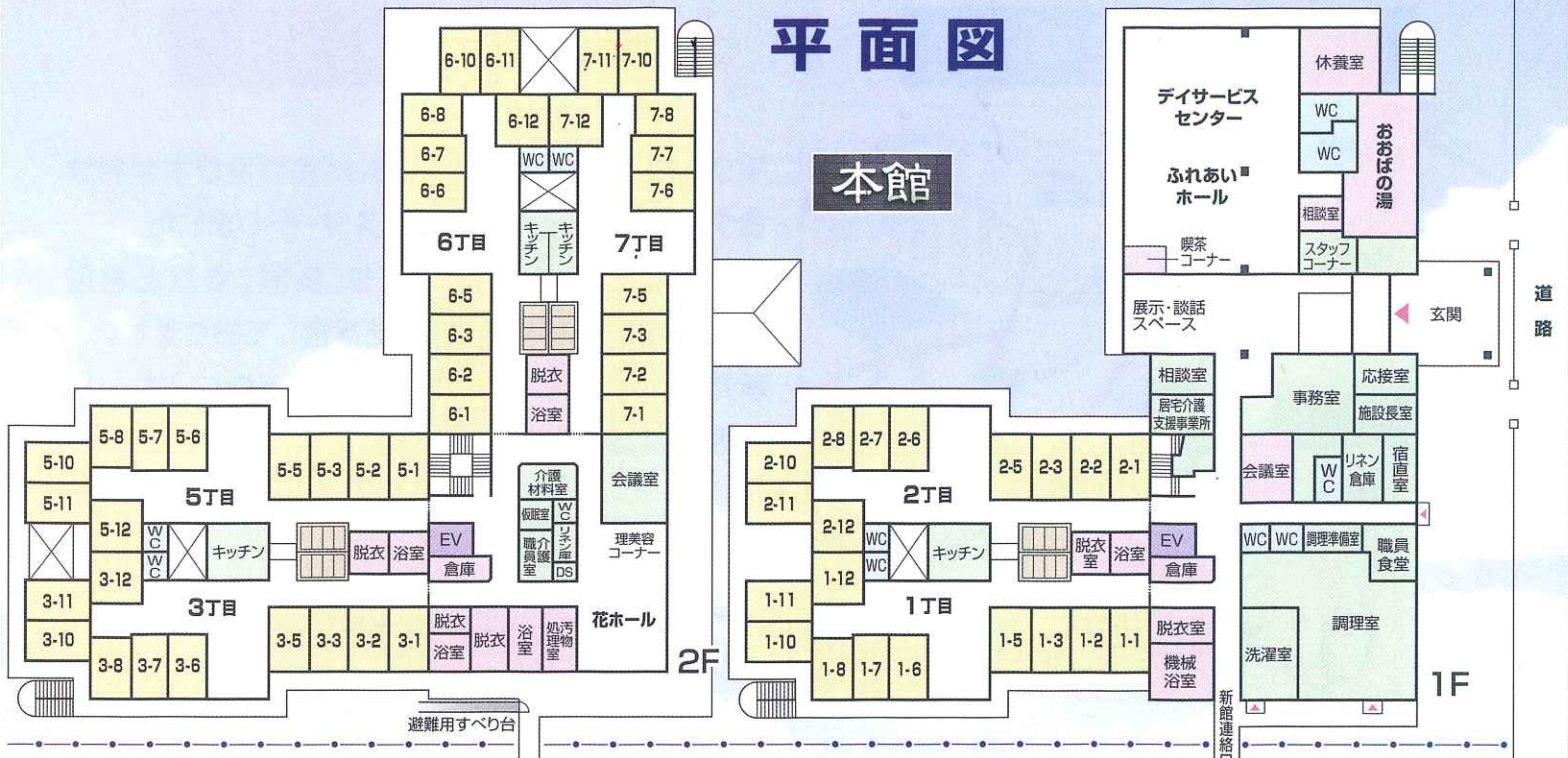 平面図
本館
6-10
6-11
7-11
7-10
6-8
6-12
7-12
7-8
6-7
WC
WC
7-7
6-6
7-6
6丁目
キッチン
キッチン
7丁目
6-5
7-5
6-3
7-3
6-2
脱衣
7-2
6-1
浴室
7-1
5-8
5-7
5-6
5-10
5-11
5-5
5-3
5-2
5-1
5丁目
5-12
WC
WC
キッチン
脱衣
浴室
EV
倉庫
介護
材料室
仮眠室
WC
リネン庫
介護
職員室
DS
会議室
理美容
コーナー
3-12
3-11
3-10
3丁目
3-8
3-7
3-6
3-5
3-3
3-2
3-1
脱衣
浴室
脱衣
浴室
汚物
処理室
花ホール
2F
避難用すべり台
デイサービス
センター
ふれあい
ホール
休養室
WC
WC
おおばの湯
相談室
スタッフ
コーナー
喫茶
コーナー
展示・談話
スペース
玄関
道路
相談室
居宅介護
支援事業所
事務室
応接室
施設長室
会議室
WC
リネン
倉庫
宿直室
2-8
2-7
2-6
2-10
2-11
2-5
2-3
2-2
2-1
2丁目
2-12
WC
WC
キッチン
脱衣
室
浴室
EV
倉庫
WC
WC
調理準備室
職員
食堂
1-12
1-11
1-10
1丁目
1-8
1-7
1-6
1-5
1-3
1-2
1-1
脱衣室
機械
浴室
洗濯室
調理室
1F
新館連絡